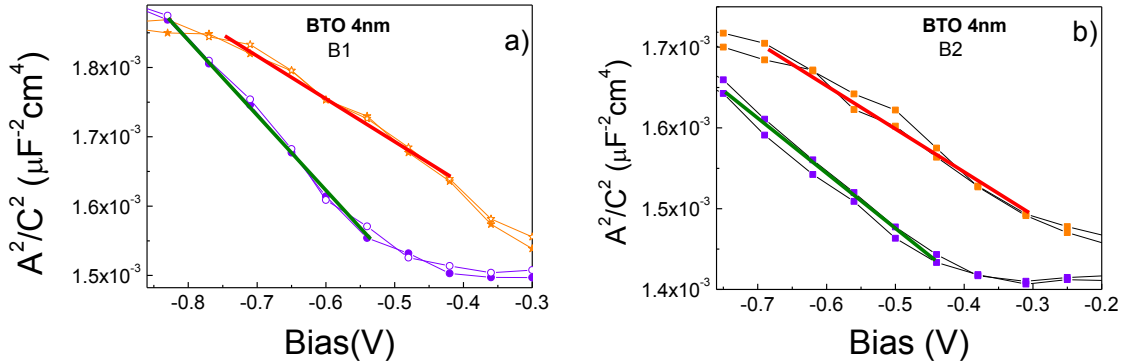 BTO 4nm
B1
a)
A²/C² (µF⁻²cm⁴)
1.8x10⁻³
1.7x10⁻³
1.6x10⁻³
1.5x10⁻³
-0.8 -0.7 -0.6 -0.5 -0.4 -0.3
Bias(V)
BTO 4nm
B2
b)
A²/C² (µF⁻²cm⁴)
1.7x10⁻³
1.6x10⁻³
1.5x10⁻³
1.4x10⁻³
-0.7 -0.6 -0.5 -0.4 -0.3 -0.2
Bias (V)